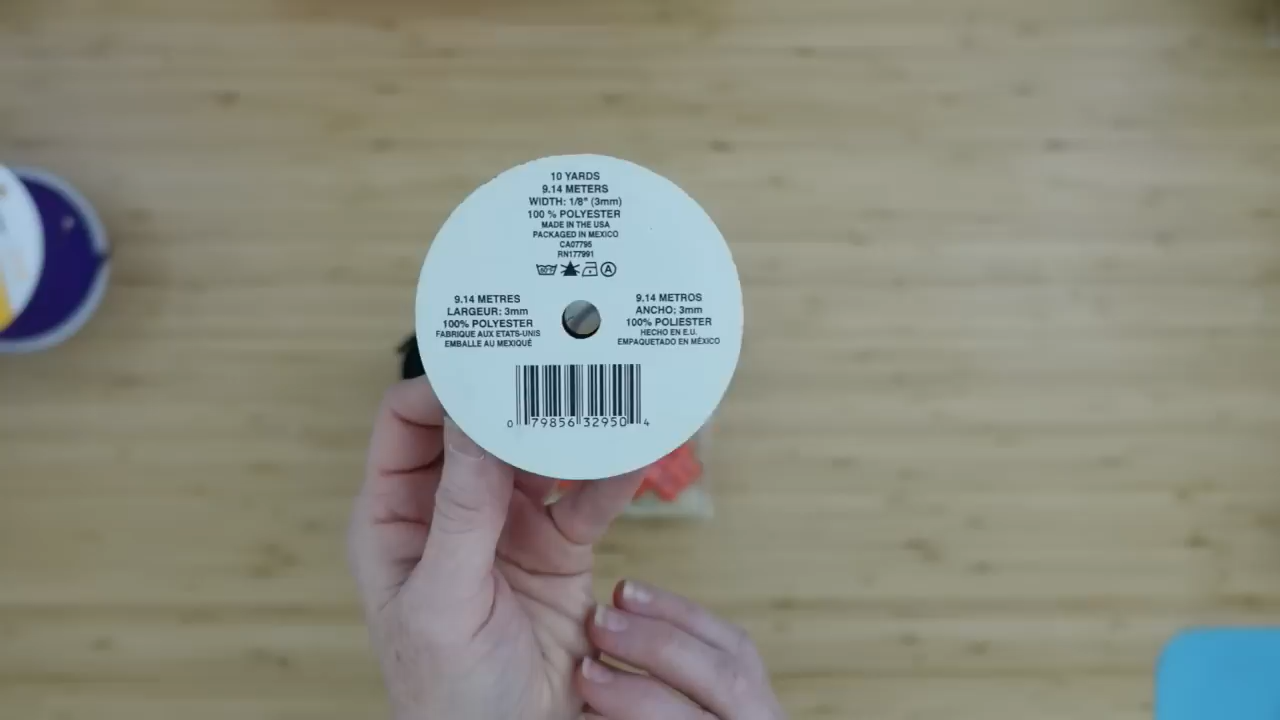 10 YARDS
9.14 METERS
WIDTH: 1/8" (3mm)
100 % POLYESTER
MADE IN THE USA
PACKAGED IN MEXICO
CA07795
RN177991
9.14 METRES
LARGEUR: 3mm
100% POLYESTER
FABRIQUE AUX ETATS-UNIS
EMBALLE AU MEXIQUÉ
9.14 METROS
ANCHO: 3mm
100% POLIESTER
HECHO EN E.U.
EMPAQUETADO EN MÉXICO
0 79856 32950 4